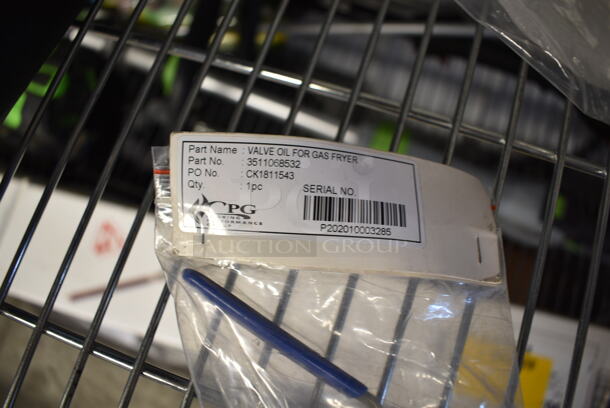 Part Name : VALVE OIL FOR GAS FRYER
Part No. : 3511068532
PO No. : CK1811543
Qty. : 1pc
SERIAL NO.
CPG
P202010003285
AUCTION GROUP